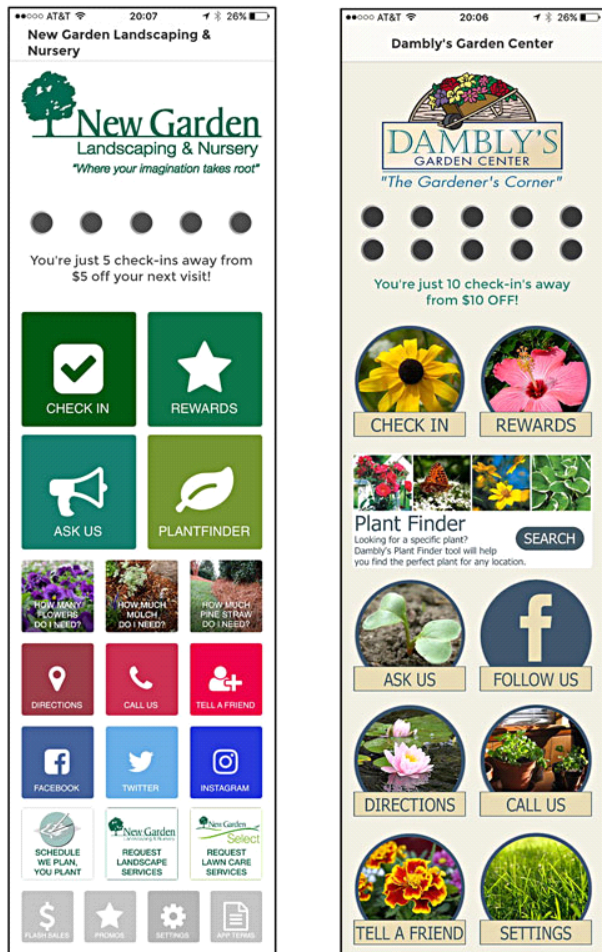 ●●○○○ AT&T 20:07 26%
New Garden Landscaping &
Nursery
New Garden
Landscaping & Nursery
"Where your imagination takes root"
You're just 5 check-ins away from
$5 off your next visit!
CHECK IN REWARDS
ASK US PLANTFINDER
HOW MANY
FLOWERS
DO I NEED?
HOW MUCH
MULCH
DO I NEED?
HOW MUCH
PINE STRAW
DO I NEED?
DIRECTIONS CALL US TELL A FRIEND
FACEBOOK TWITTER INSTAGRAM
SCHEDULE
WE PLAN,
YOU PLANT
New Garden
Landscaping & Nursery
REQUEST
LANDSCAPE
SERVICES
New Garden
Select
REQUEST
LAWN CARE
SERVICES
FLASH SALES PROMOS SETTINGS APP TERMS
●●○○○ AT&T 20:06 26%
Dambly's Garden Center
DAMBLY'S
GARDEN CENTER
"The Gardener's Corner"
You're just 10 check-in's away
from $10 OFF!
CHECK IN REWARDS
Plant Finder
Looking for a specific plant?
Dambly's Plant Finder tool will help
you find the perfect plant for any location.
SEARCH
ASK US FOLLOW US
DIRECTIONS CALL US
TELL A FRIEND SETTINGS